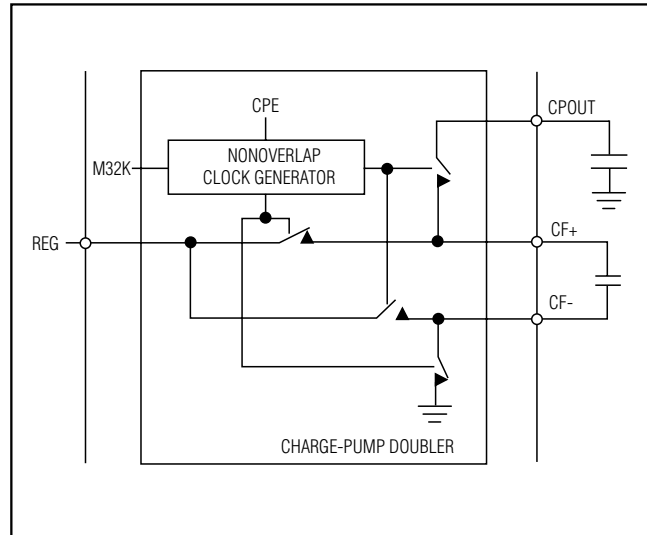 CPE
CPOUT
M32K
NONOVERLAP
CLOCK GENERATOR
REG
CF+
CF-
CHARGE-PUMP DOUBLER